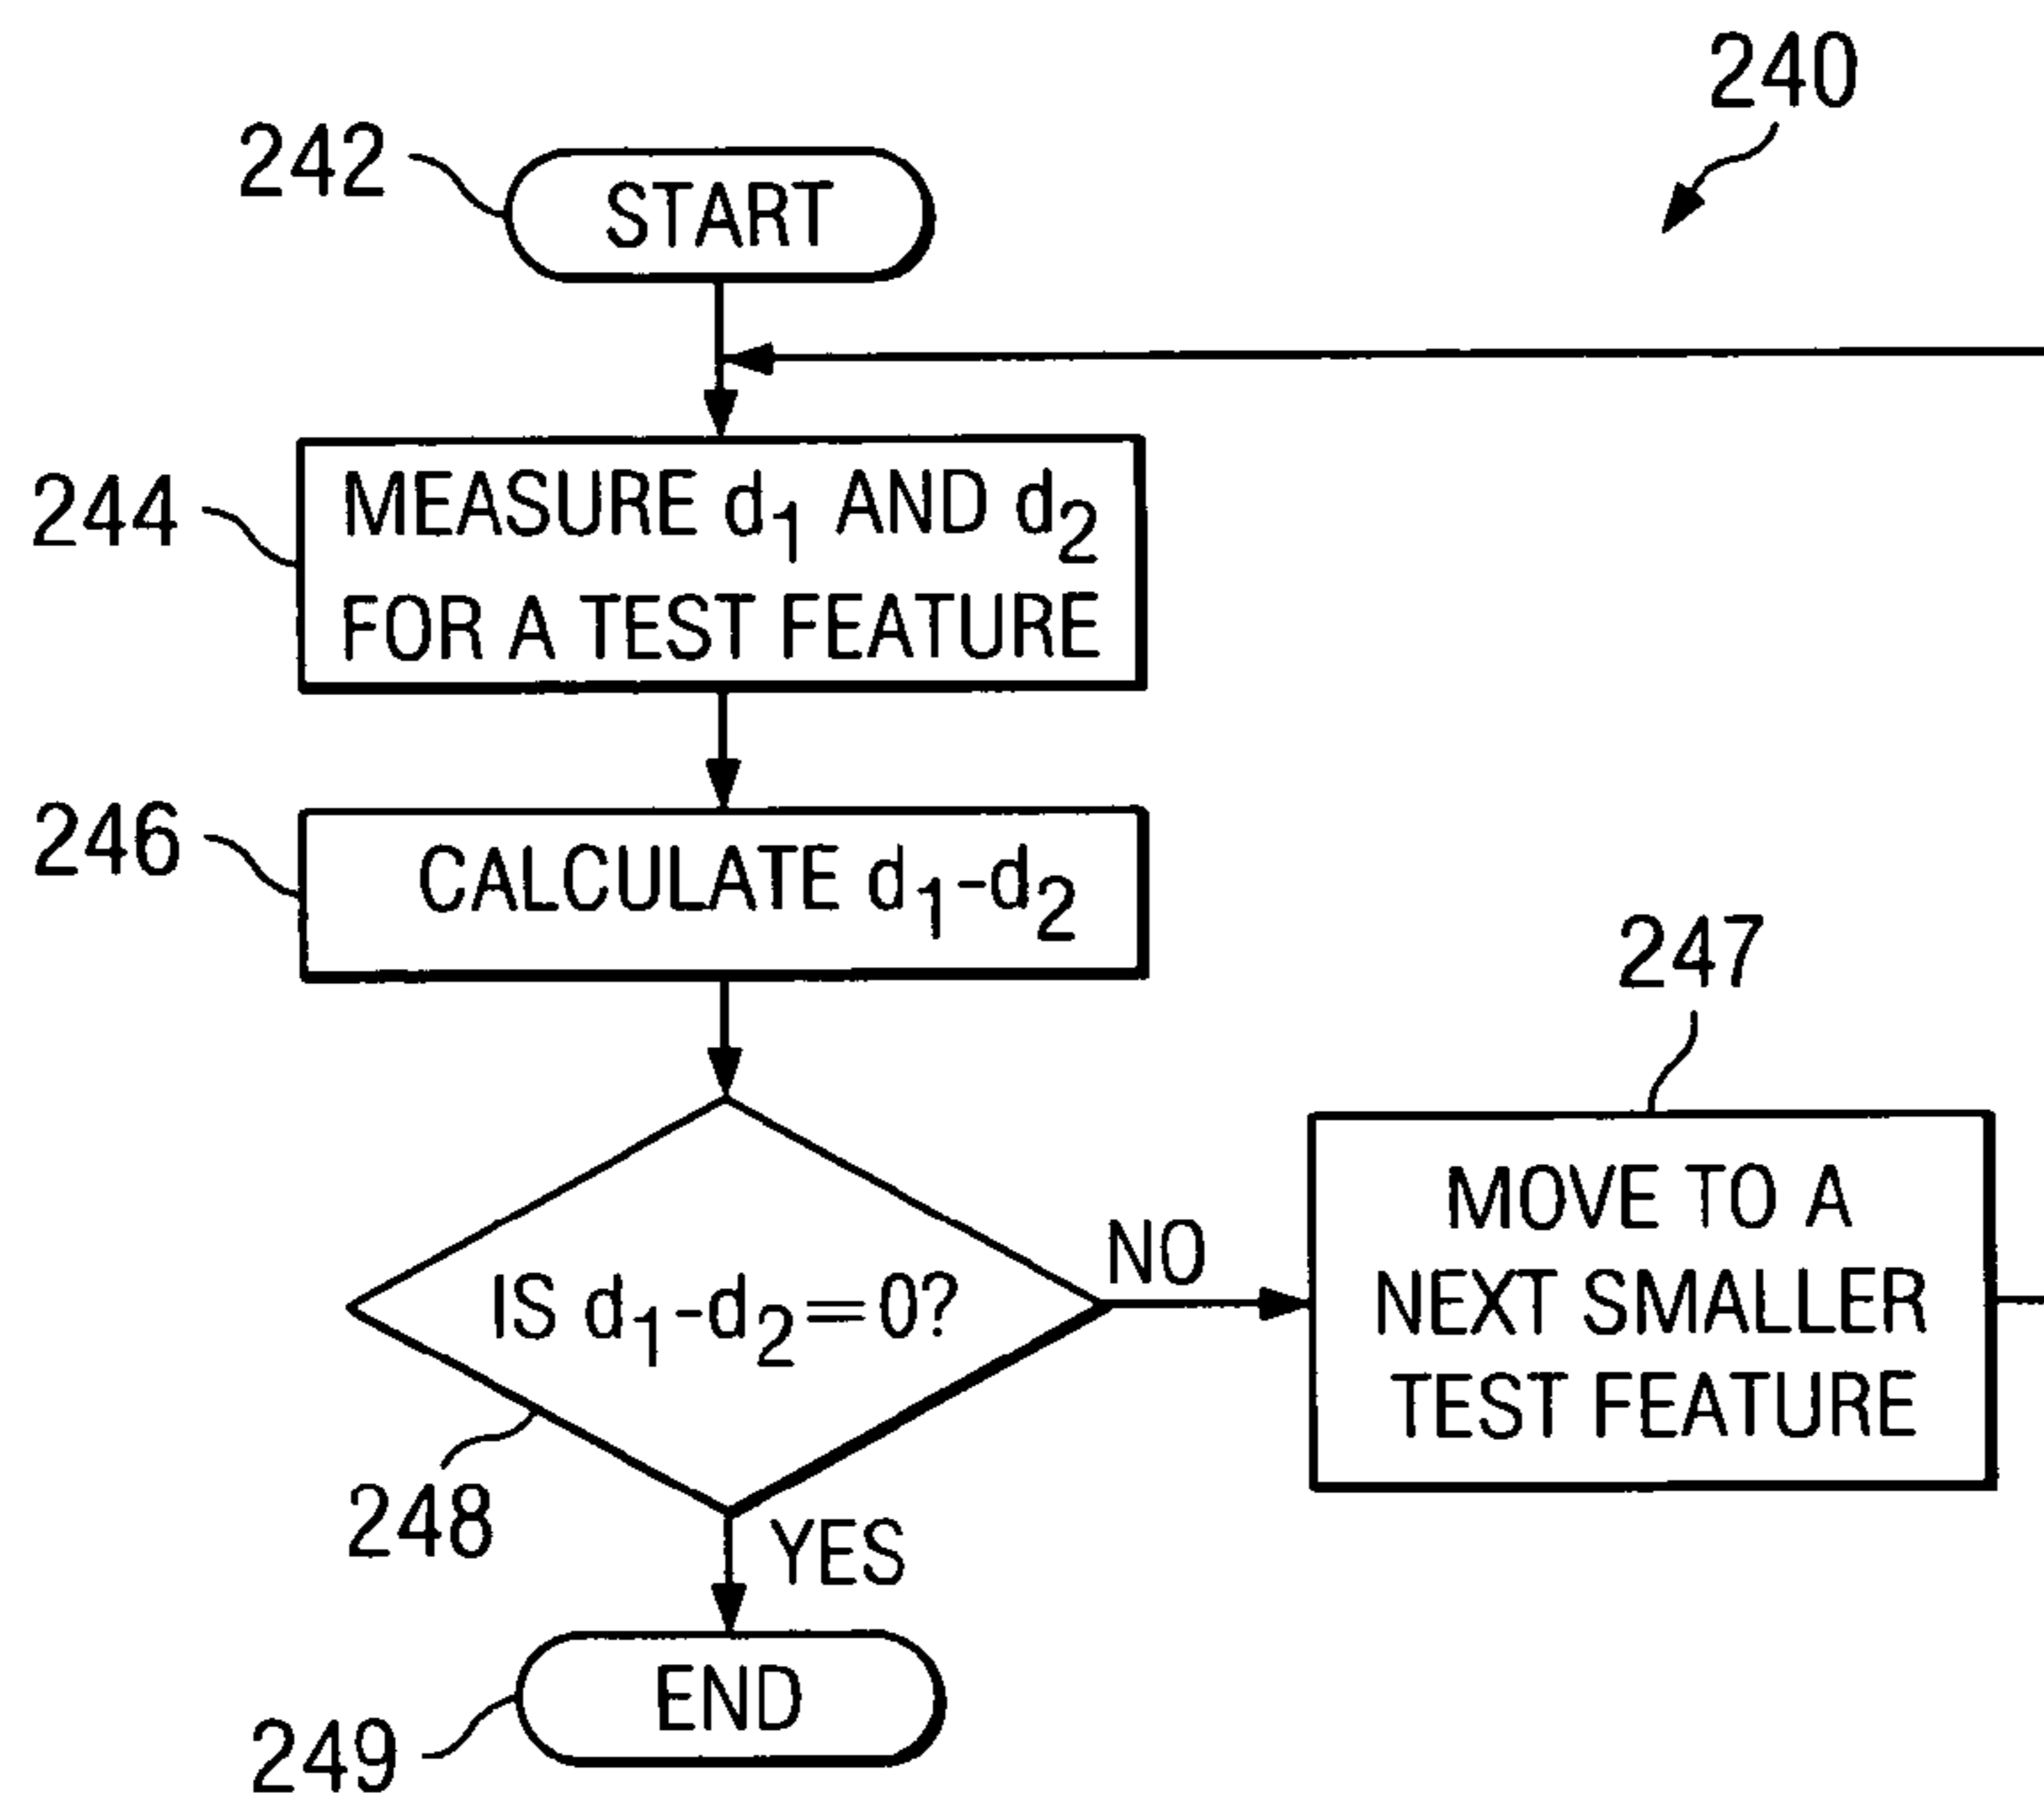 240
242
START
244
MEASURE d₁ AND d₂
FOR A TEST FEATURE
246
CALCULATE d₁-d₂
247
MOVE TO A
NEXT SMALLER
TEST FEATURE
NO
IS d₁-d₂=0?
248
YES
END
249